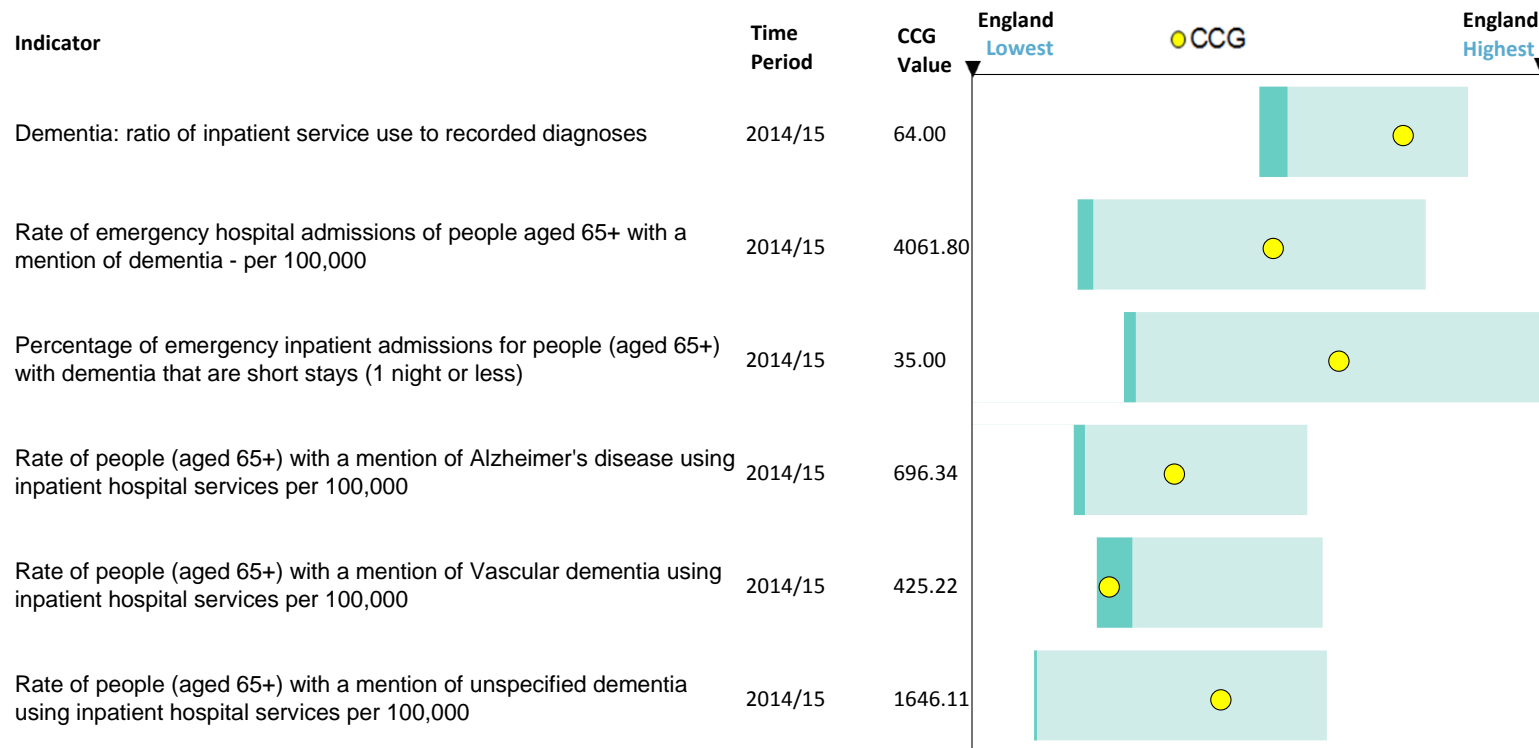 Indicator
Time
Period
CCG
Value
England
Lowest
CCG
England
Highest
Dementia: ratio of inpatient service use to recorded diagnoses
2014/15
64.00
Rate of emergency hospital admissions of people aged 65+ with a
mention of dementia - per 100,000
2014/15
4061.80
Percentage of emergency inpatient admissions for people (aged 65+)
with dementia that are short stays (1 night or less)
2014/15
35.00
Rate of people (aged 65+) with a mention of Alzheimer's disease using
inpatient hospital services per 100,000
2014/15
696.34
Rate of people (aged 65+) with a mention of Vascular dementia using
inpatient hospital services per 100,000
2014/15
425.22
Rate of people (aged 65+) with a mention of unspecified dementia
using inpatient hospital services per 100,000
2014/15
1646.11